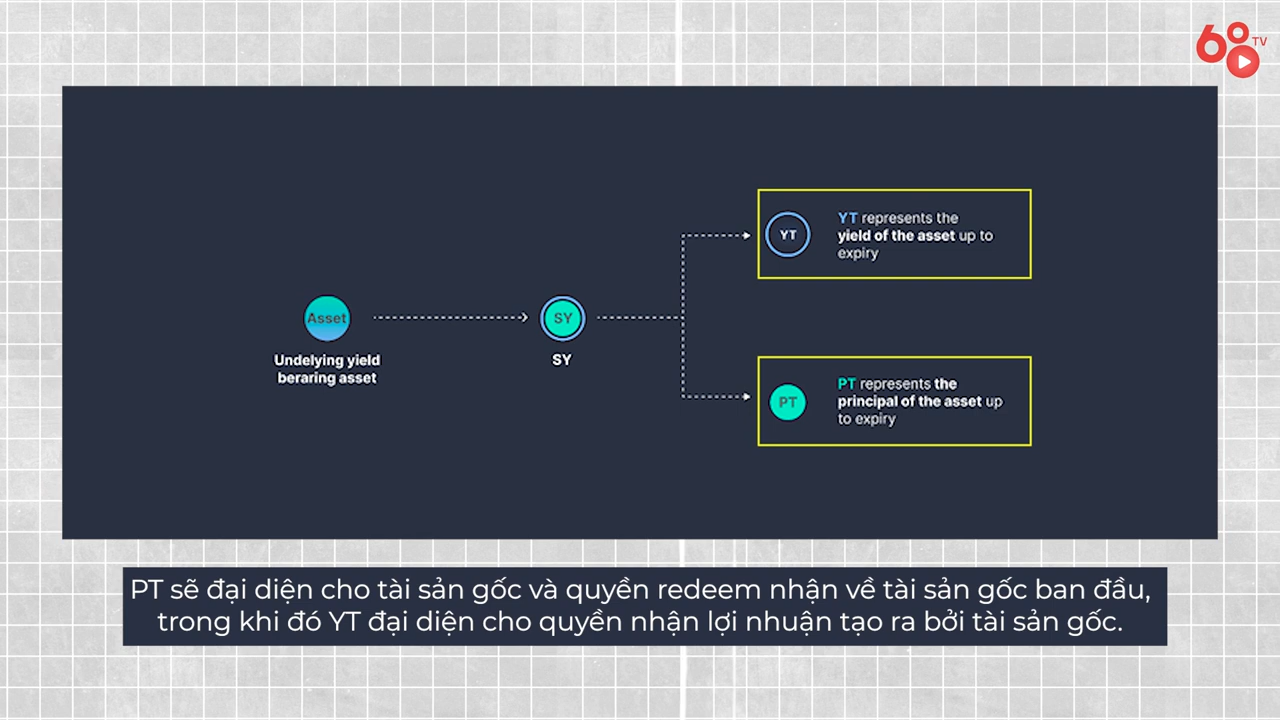 68
TV
YT
YT represents the
yield of the asset up to
expiry
Asset
Undelying yield
beraring asset
SY
SY
PT
PT represents the
principal of the asset up
to expiry
PT sẽ đại diện cho tài sản gốc và quyền redeem nhận về tài sản gốc ban đầu,
trong khi đó YT đại diện cho quyền nhận lợi nhuận tạo ra bởi tài sản gốc.